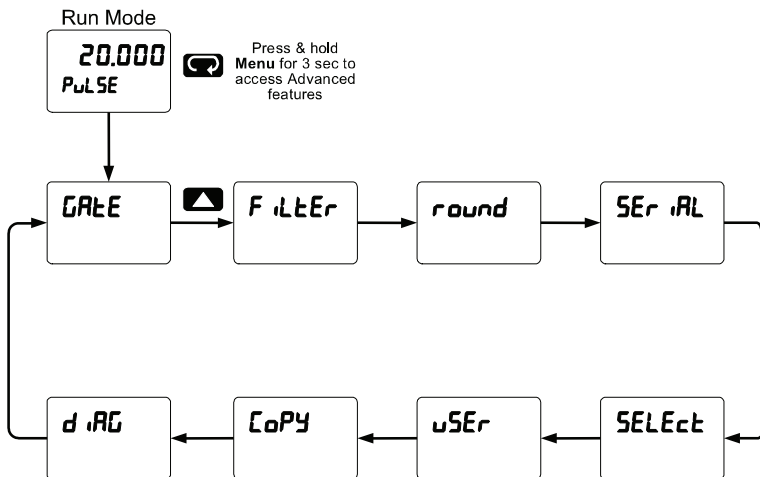 Run Mode
20.000
PuLSE
Press & hold
Menu for 3 sec to
access Advanced
features
GAtE
FiLtEr
round
SEriAL
diAG
CoPY
uSEr
SELEct